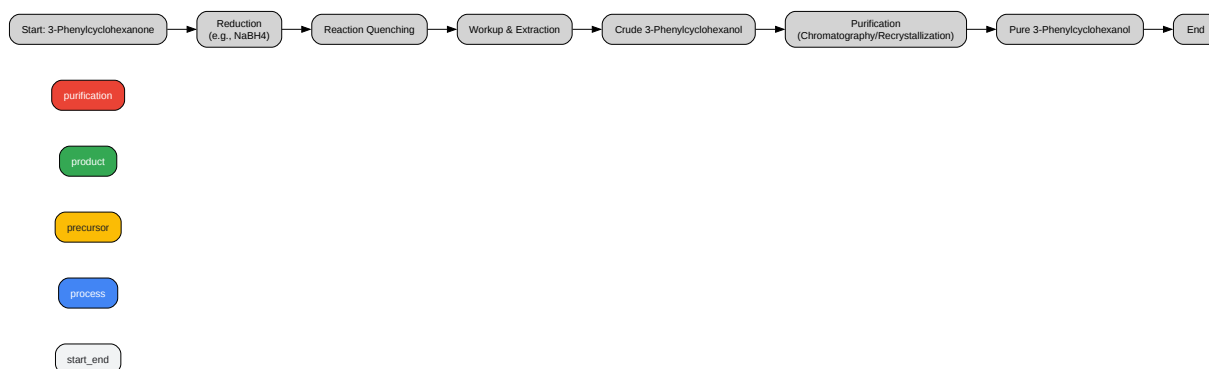 Start: 3-Phenylcyclohexanone
Reduction
(e.g., NaBH4)
Reaction Quenching
Workup & Extraction
Crude 3-Phenylcyclohexanol
Purification
(Chromatography/Recrystallization)
Pure 3-Phenylcyclohexanol
End
purification
product
precursor
process
start_end